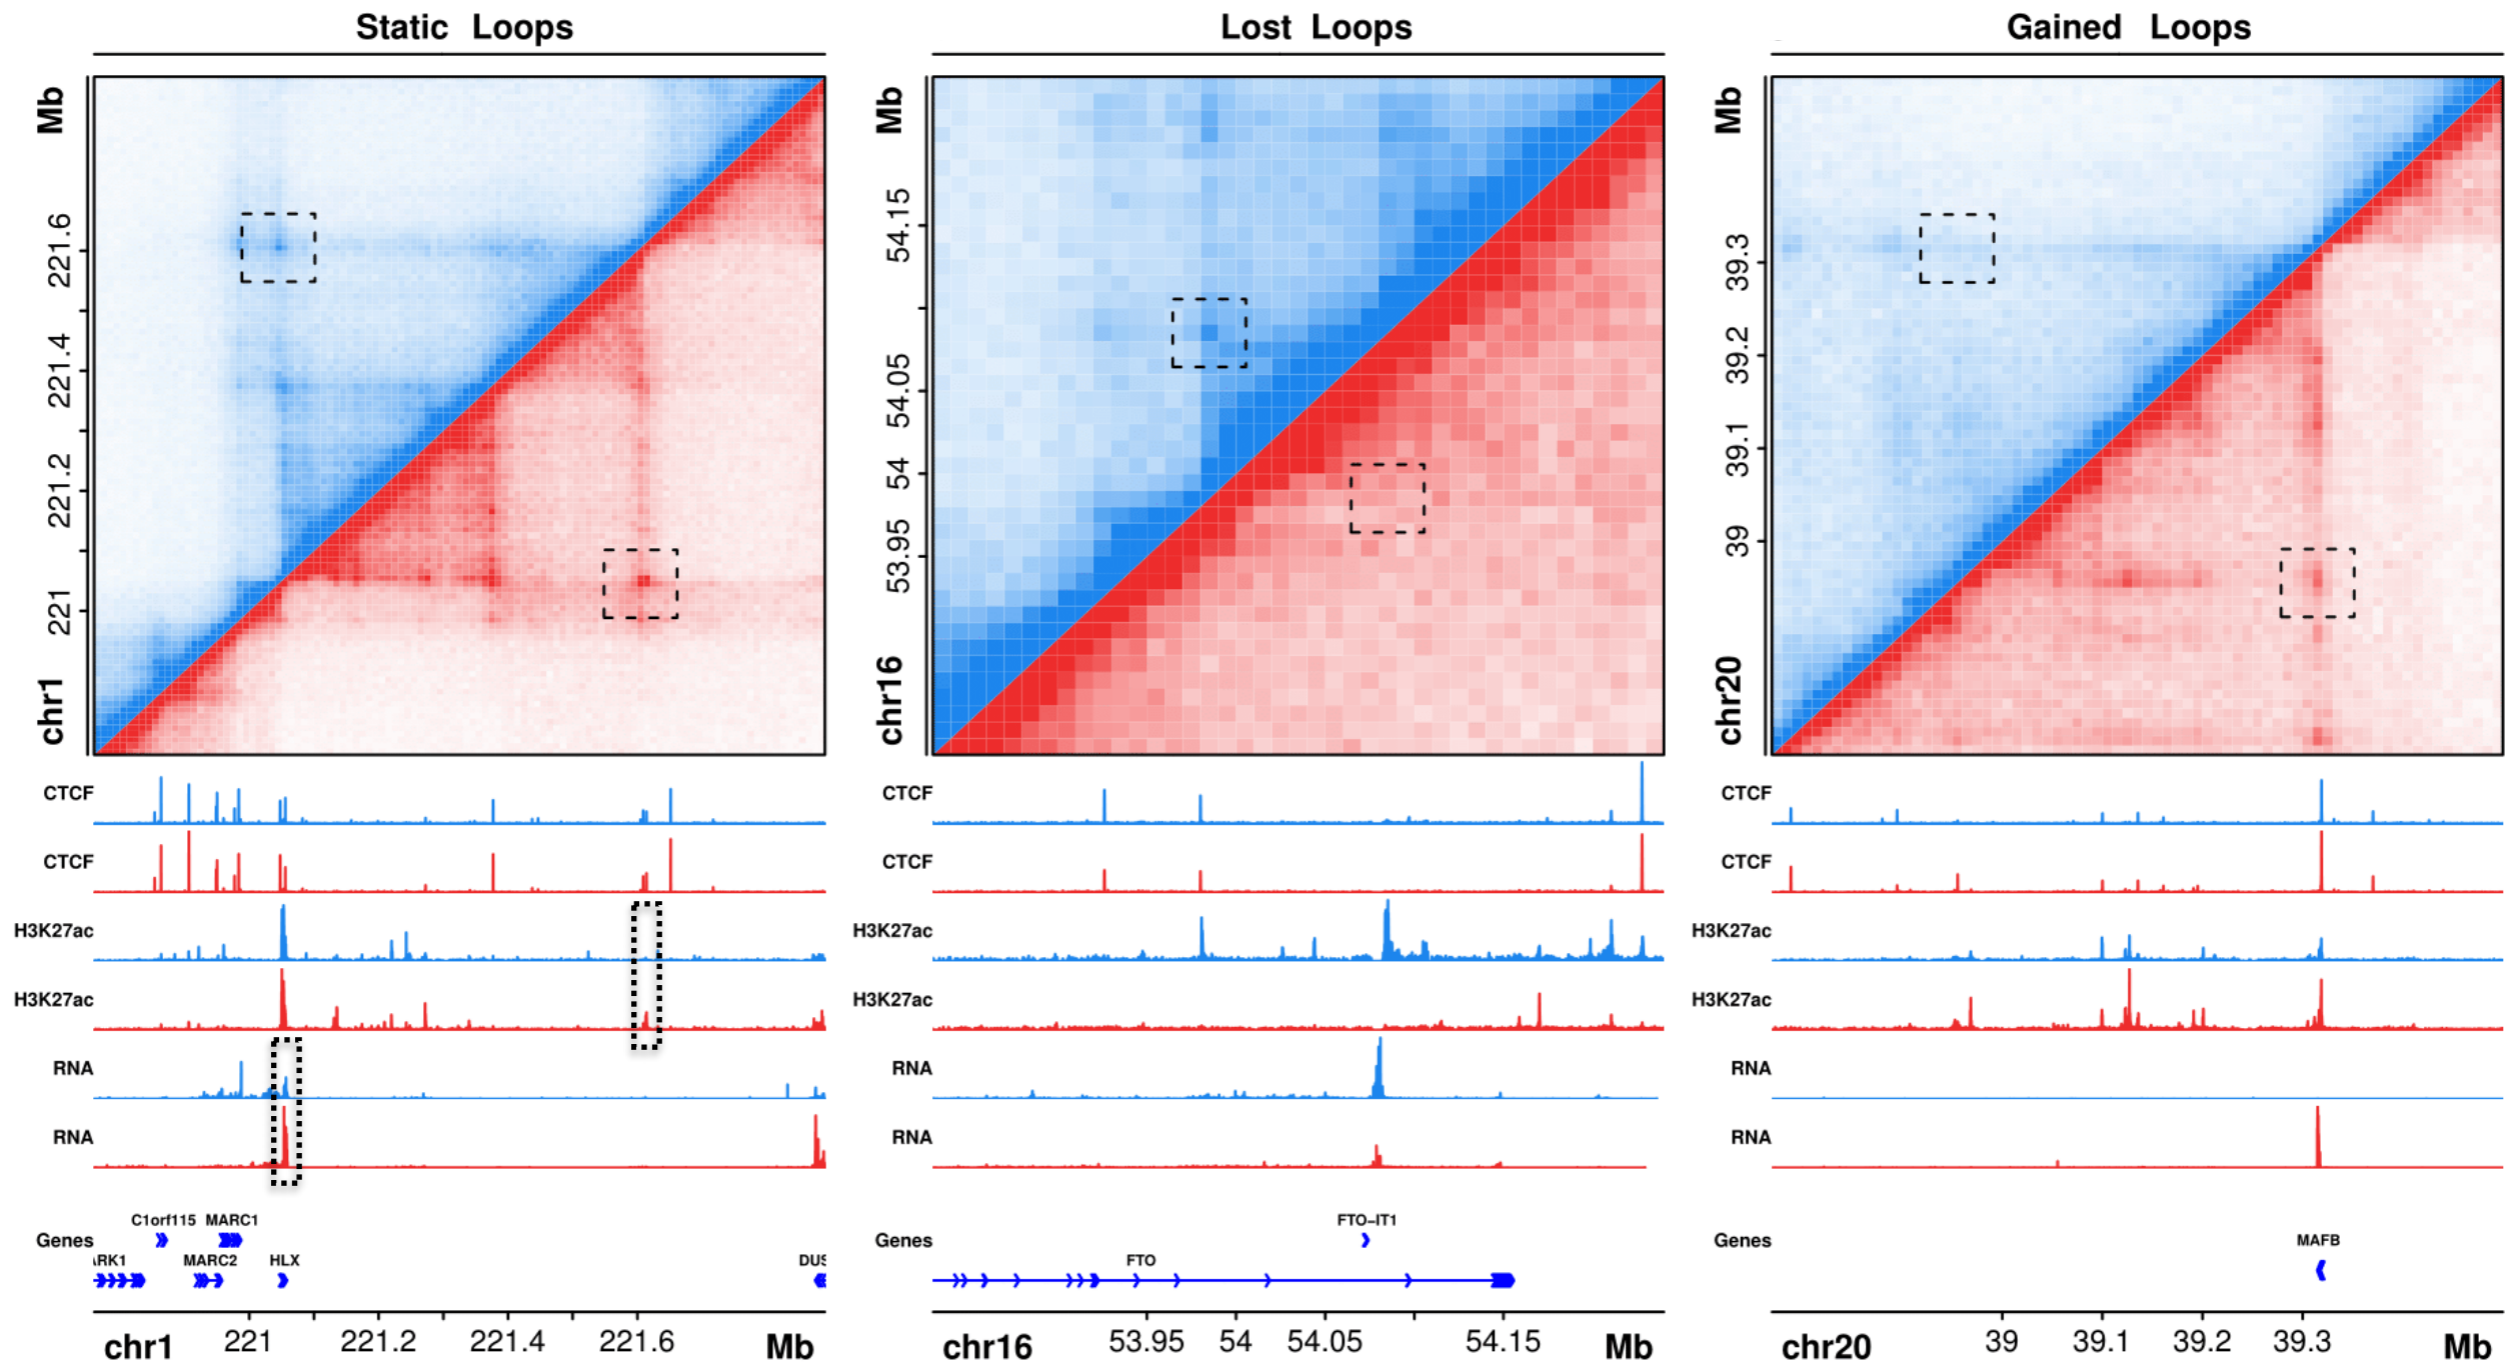 Static Loops
Lost Loops
Gained Loops
Mb
221.6
221.4
221.2
221
chr1
Mb
54.15
54.05
54
53.95
chr16
Mb
39.3
39.2
39.1
39
chr20
CTCF
CTCF
H3K27ac
H3K27ac
RNA
RNA
C1orf115 MARC1
Genes
ARK1 MARC2 HLX DUS
chr1 221 221.2 221.4 221.6 Mb
CTCF
CTCF
H3K27ac
H3K27ac
RNA
RNA
FTO-IT1
Genes
FTO
chr16 53.95 54 54.05 54.15 Mb
CTCF
CTCF
H3K27ac
H3K27ac
RNA
RNA
Genes MAFB
chr20 39 39.1 39.2 39.3 Mb